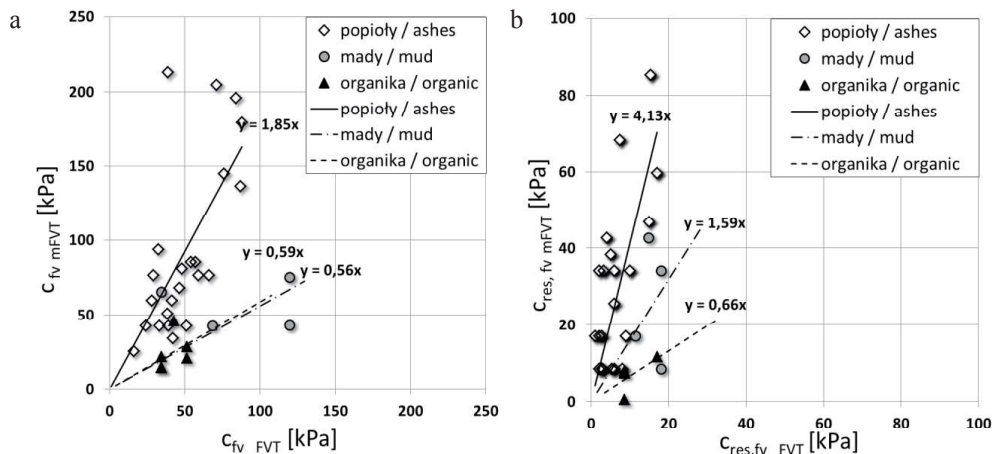 a
250
200
150
100
50
0
0 50 100 150 200 250
c fv mFVT [kPa]
c fv FVT [kPa]
popioły / ashes
mady / mud
organika / organic
popioły / ashes
mady / mud
organika / organic
y = 1,85x
y = 0,59x
y = 0,56x
b
100
80
60
40
20
0
0 20 40 60 80 100
c res, fv mFVT [kPa]
c res,fv FVT [kPa]
popioły / ashes
mady / mud
organika / organic
popioły / ashes
mady / mud
organika / organic
y = 4,13x
y = 1,59x
y = 0,66x